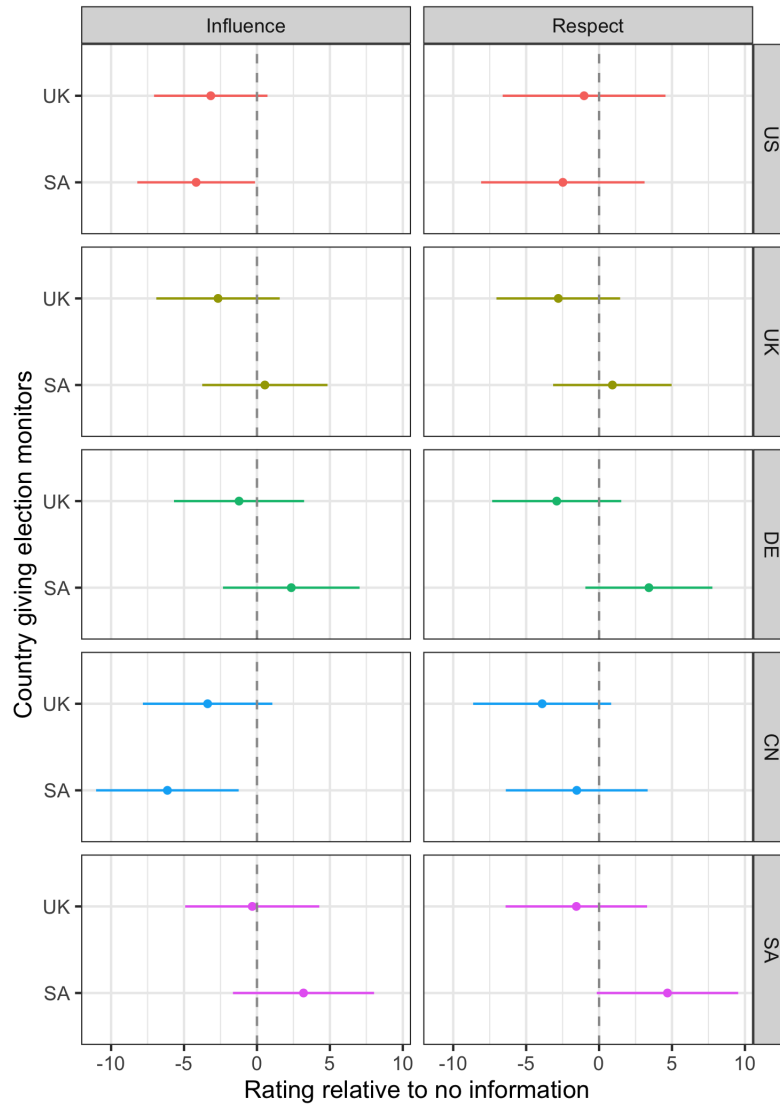 Influence Respect
Country giving election monitors
UK
SA
US
UK
SA
UK
UK
SA
DE
UK
SA
CN
UK
SA
SA
-10 -5 0 5 10 -10 -5 0 5 10
Rating relative to no information